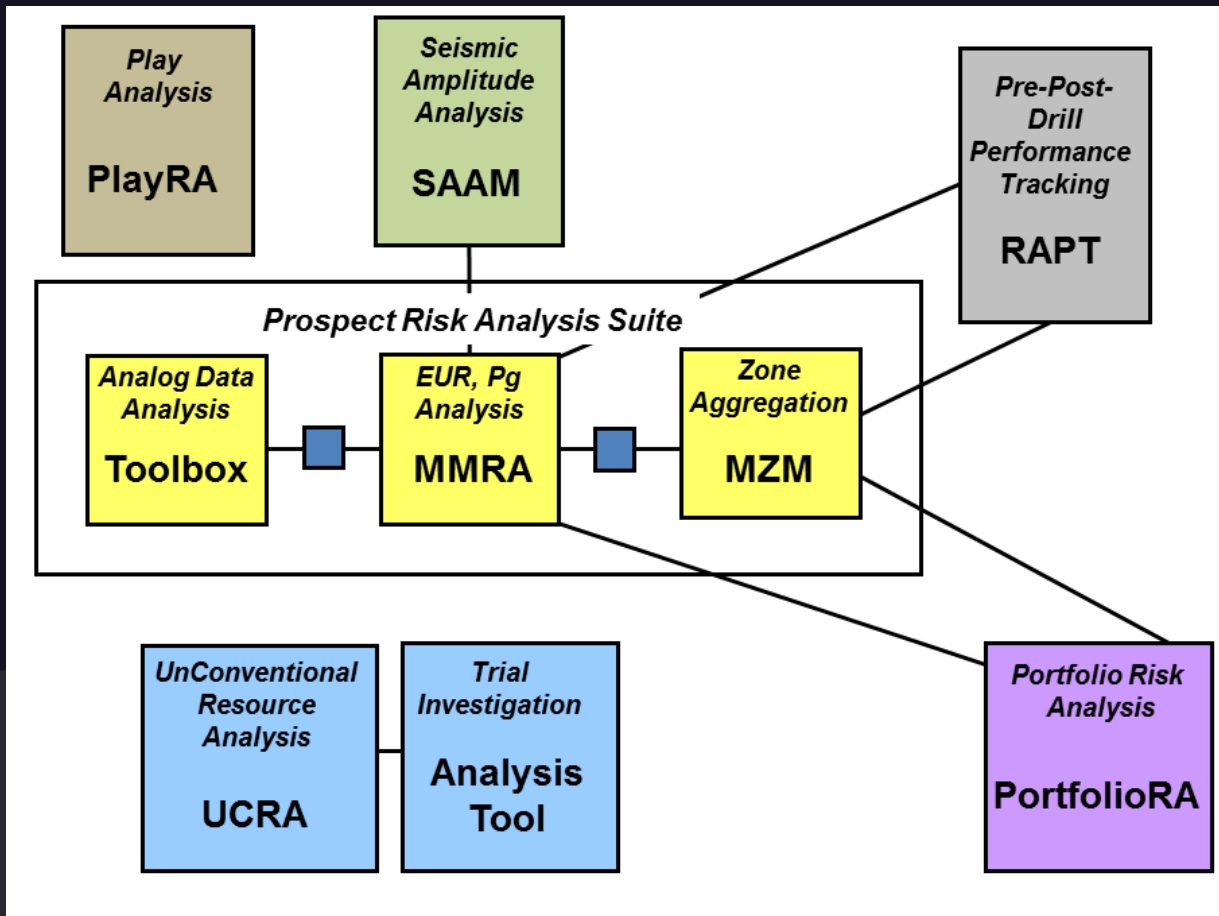 Play
Analysis
PlayRA
Seismic
Amplitude
Analysis
SAAM
Pre-Post-
Drill
Performance
Tracking
RAPT
Prospect Risk Analysis Suite
Analog Data
Analysis
Toolbox
EUR, Pg
Analysis
MMRA
Zone
Aggregation
MZM
UnConventional
Resource
Analysis
UCRA
Trial
Investigation
Analysis
Tool
Portfolio Risk
Analysis
PortfolioRA